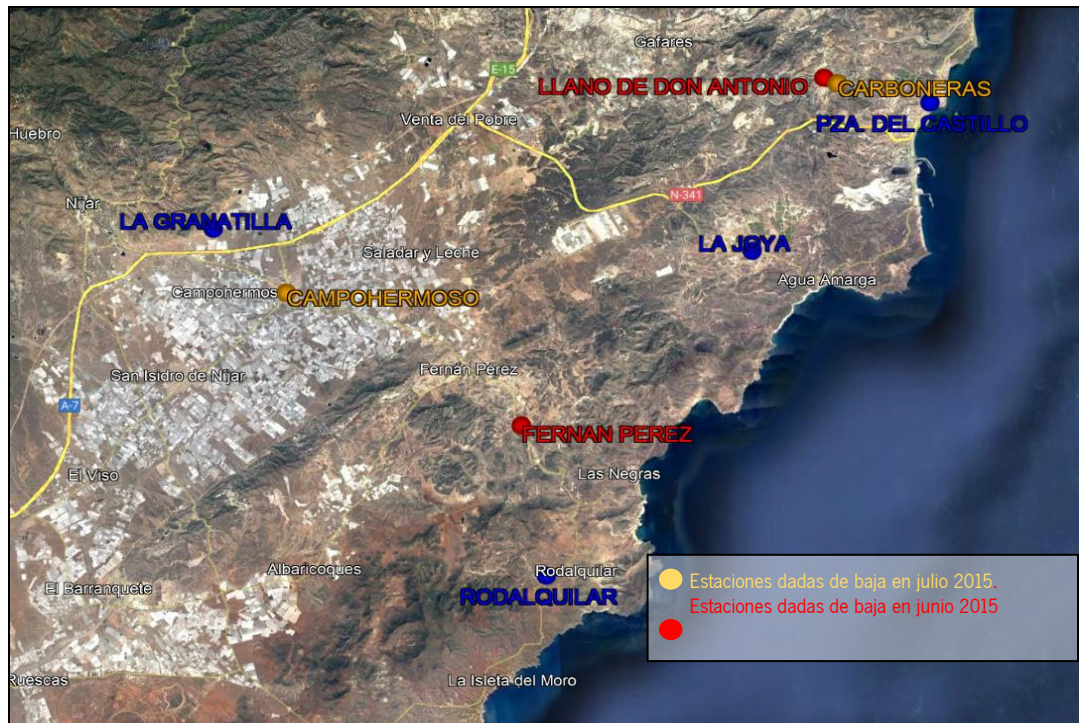 Gafares
E-15
LLANO DE DON ANTONIO
CARBONERAS
Venta del Pobre
PZA. DEL CASTILLO
Huebro
N-341
Níjar
LA GRANATILLA
Saladar y Leche
LA JOYA
Agua Amarga
Campohermos
CAMPOHERMOSO
Fernán Pérez
San Isidro de Níjar
A-7
FERNAN PEREZ
El Viso
Las Negras
Albaricoques
Rodalquilar
El Barranquete
RODALQUILAR
Estaciones dadas de baja en julio 2015.
Estaciones dadas de baja en junio 2015
Ruescas
La Isleta del Moro